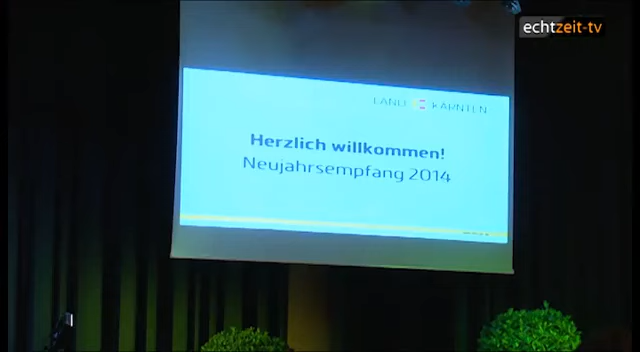 echtzeit-tv
LAND KÄRNTEN
Herzlich willkommen!
Neujahrsempfang 2014